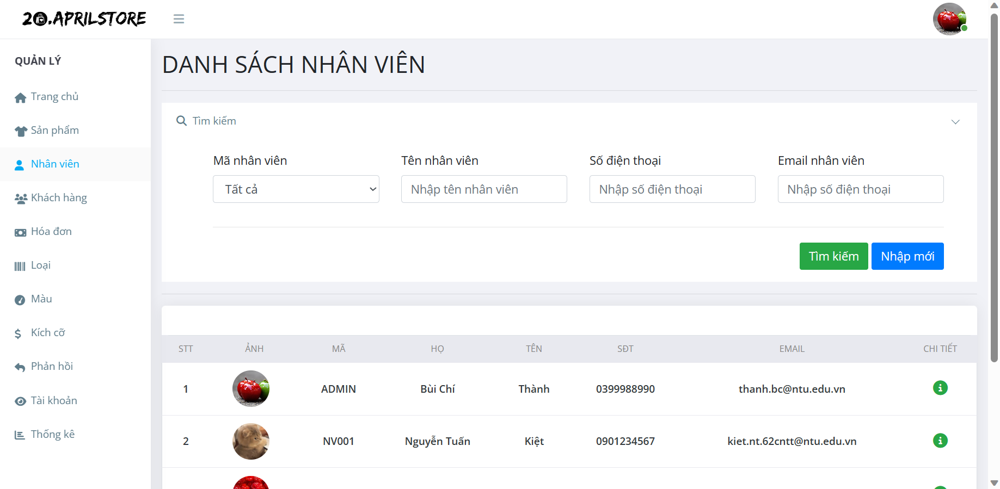 20.APRILSTORE
QUẢN LÝ
Trang chủ
Sản phẩm
Nhân viên
Khách hàng
Hóa đơn
Loại
Màu
Kích cỡ
Phản hồi
Tài khoản
Thống kê
DANH SÁCH NHÂN VIÊN
Tìm kiếm
Mã nhân viên Tên nhân viên Số điện thoại Email nhân viên
Tất cả Nhập tên nhân viên Nhập số điện thoại Nhập số điện thoại
Tìm kiếm Nhập mới
STT ẢNH MÃ HỌ TÊN SĐT EMAIL CHI TIẾT
1 ADMIN Bùi Chí Thành 0399988990 thanh.bc@ntu.edu.vn
2 NV001 Nguyễn Tuấn Kiệt 0901234567 kiet.nt.62cntt@ntu.edu.vn